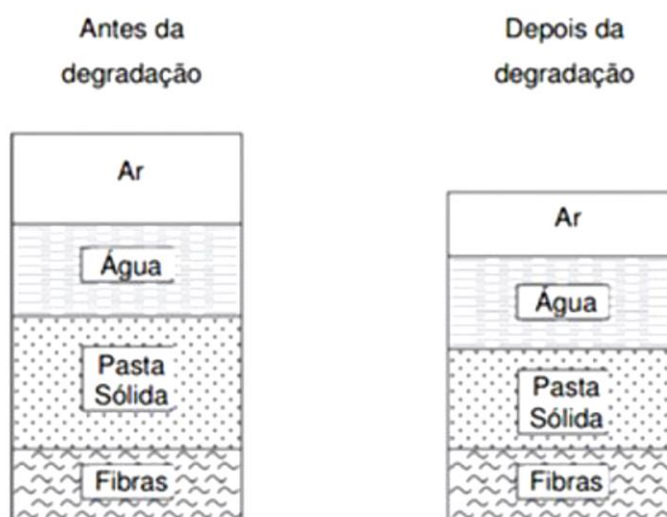 Antes da
degradação
Ar
Água
Pasta
Sólida
Fibras
Depois da
degradação
Ar
Água
Pasta
Sólida
Fibras